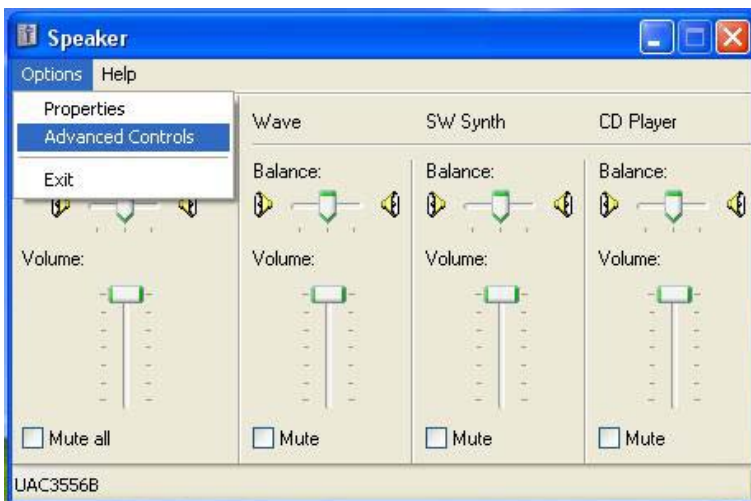 Speaker
Options Help
Properties
Advanced Controls
Exit
Wave SW Synth CD Player
Balance: Balance: Balance:
Volume: Volume: Volume: Volume:
Mute all Mute Mute Mute
UAC3556B